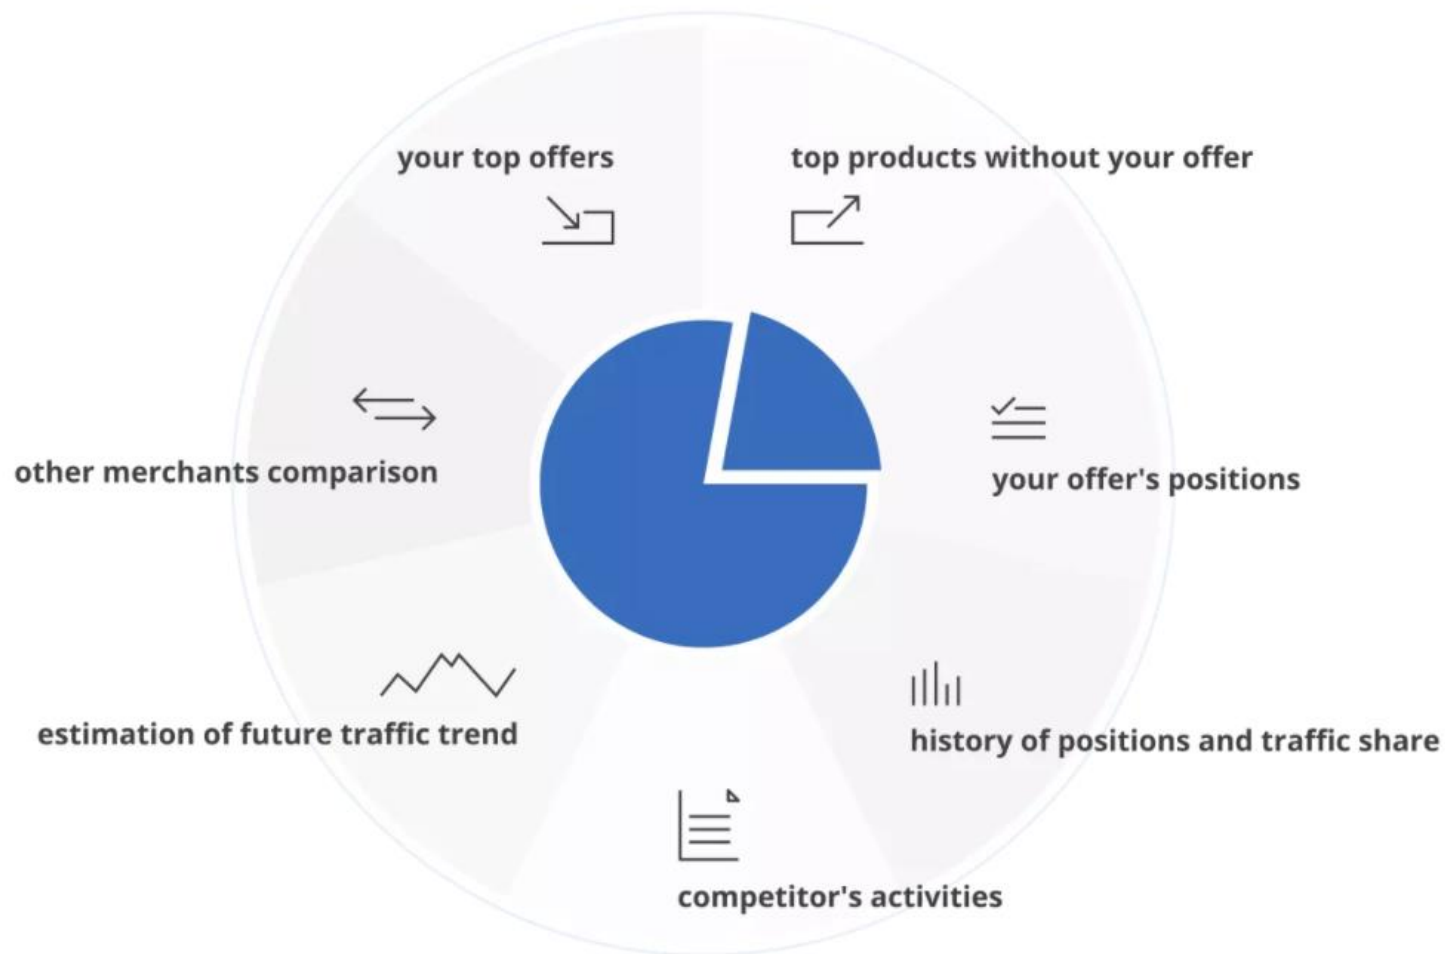 your top offers
top products without your offer
other merchants comparison
your offer's positions
estimation of future traffic trend
history of positions and traffic share
competitor's activities